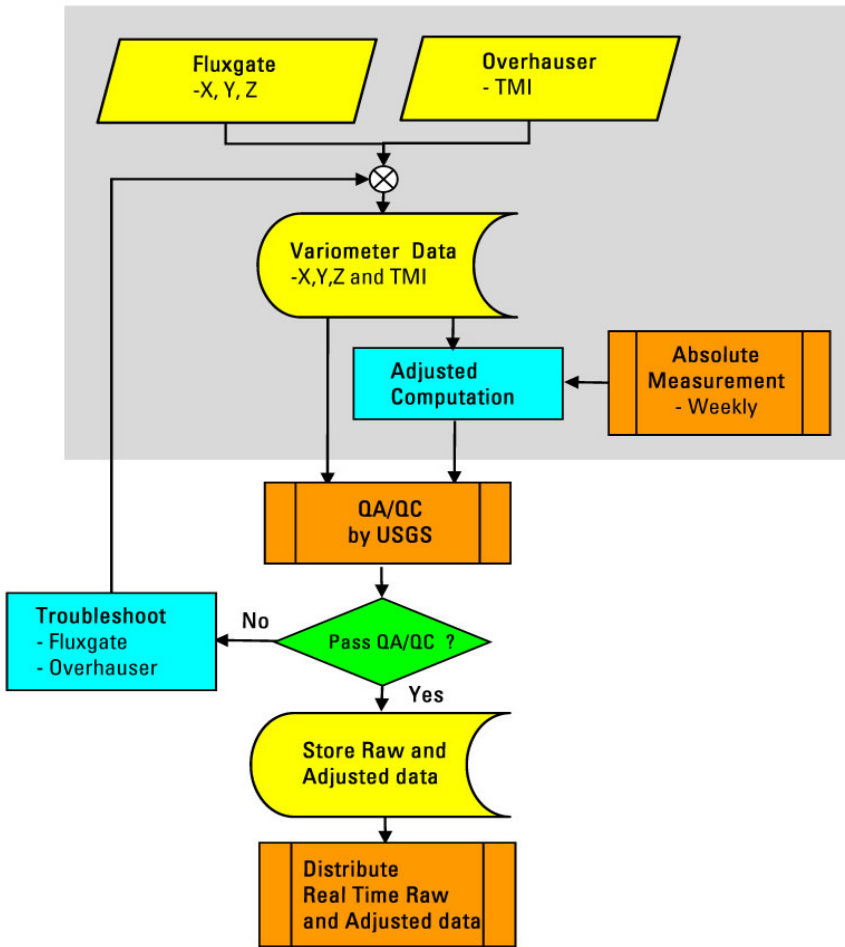 Fluxgate
-X, Y, Z
Overhauser
- TMI
Variometer Data
-X,Y,Z and TMI
Adjusted
Computation
Absolute
Measurement
- Weekly
QA/QC
by USGS
Troubleshoot
- Fluxgate
- Overhauser
No
Pass QA/QC ?
Yes
Store Raw and
Adjusted data
Distribute
Real Time Raw
and Adjusted data